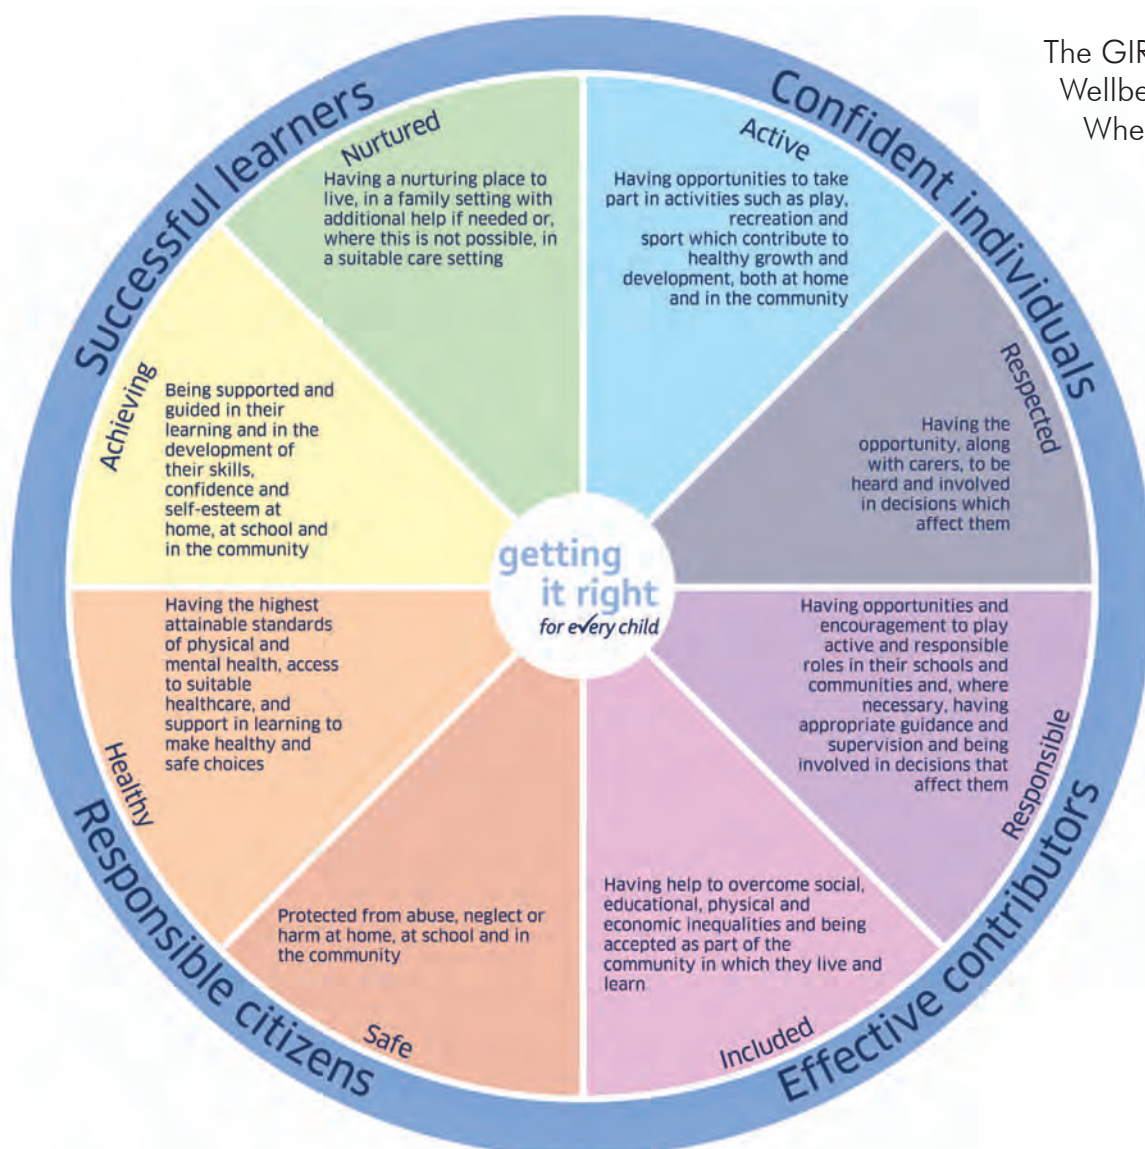 The GIR
Wellbe
Whe
Successful learners
Confident individuals
Nurtured
Having a nurturing place to
live, in a family setting with
additional help if needed or,
where this is not possible, in
a suitable care setting
Active
Having opportunities to take
part in activities such as play,
recreation and
sport which contribute to
healthy growth and
development, both at home
and in the community
Achieving
Being supported and
guided in their
learning and in the
development of
their skills,
confidence and
self-esteem at
home, at school and
in the community
Respected
Having the
opportunity, along
with carers, to be
heard and involved
in decisions which
affect them
getting
it right
for every child
Healthy
Having the highest
attainable standards
of physical and
mental health, access
to suitable
healthcare, and
support in learning to
make healthy and
safe choices
Responsible
Having opportunities and
encouragement to play
active and responsible
roles in their schools and
communities and, where
necessary, having
appropriate guidance and
supervision and being
involved in decisions that
affect them
Safe
Protected from abuse, neglect or
harm at home, at school and in
the community
Included
Having help to overcome social,
educational, physical and
economic inequalities and being
accepted as part of the
community in which they live and
learn
Responsible citizens
Effective contributors